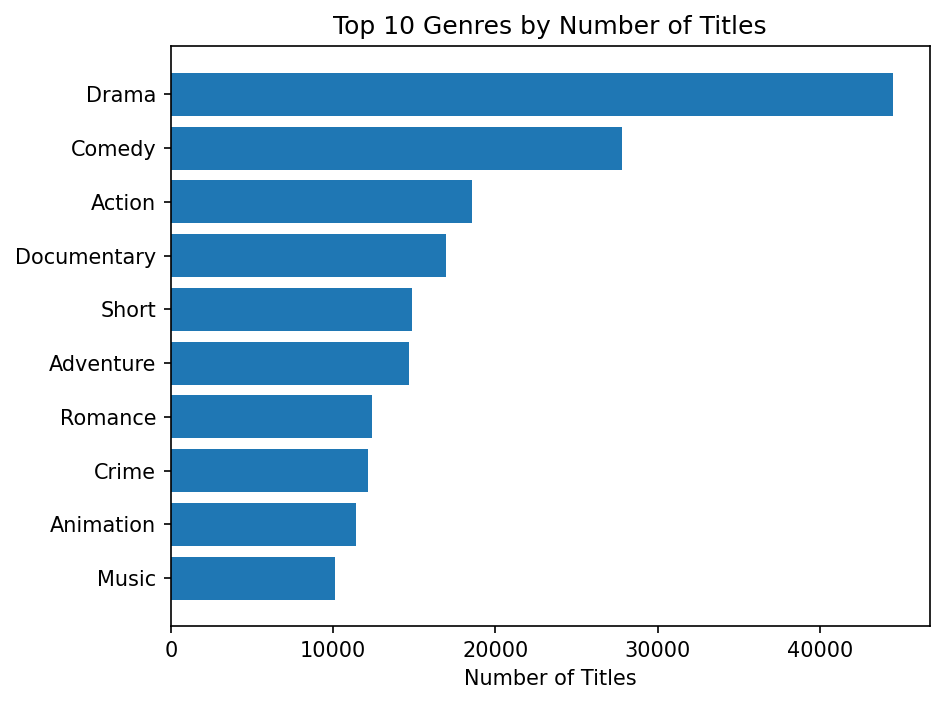 Top 10 Genres by Number of Titles
Drama
Comedy
Action
Documentary
Short
Adventure
Romance
Crime
Animation
Music
0 10000 20000 30000 40000
Number of Titles